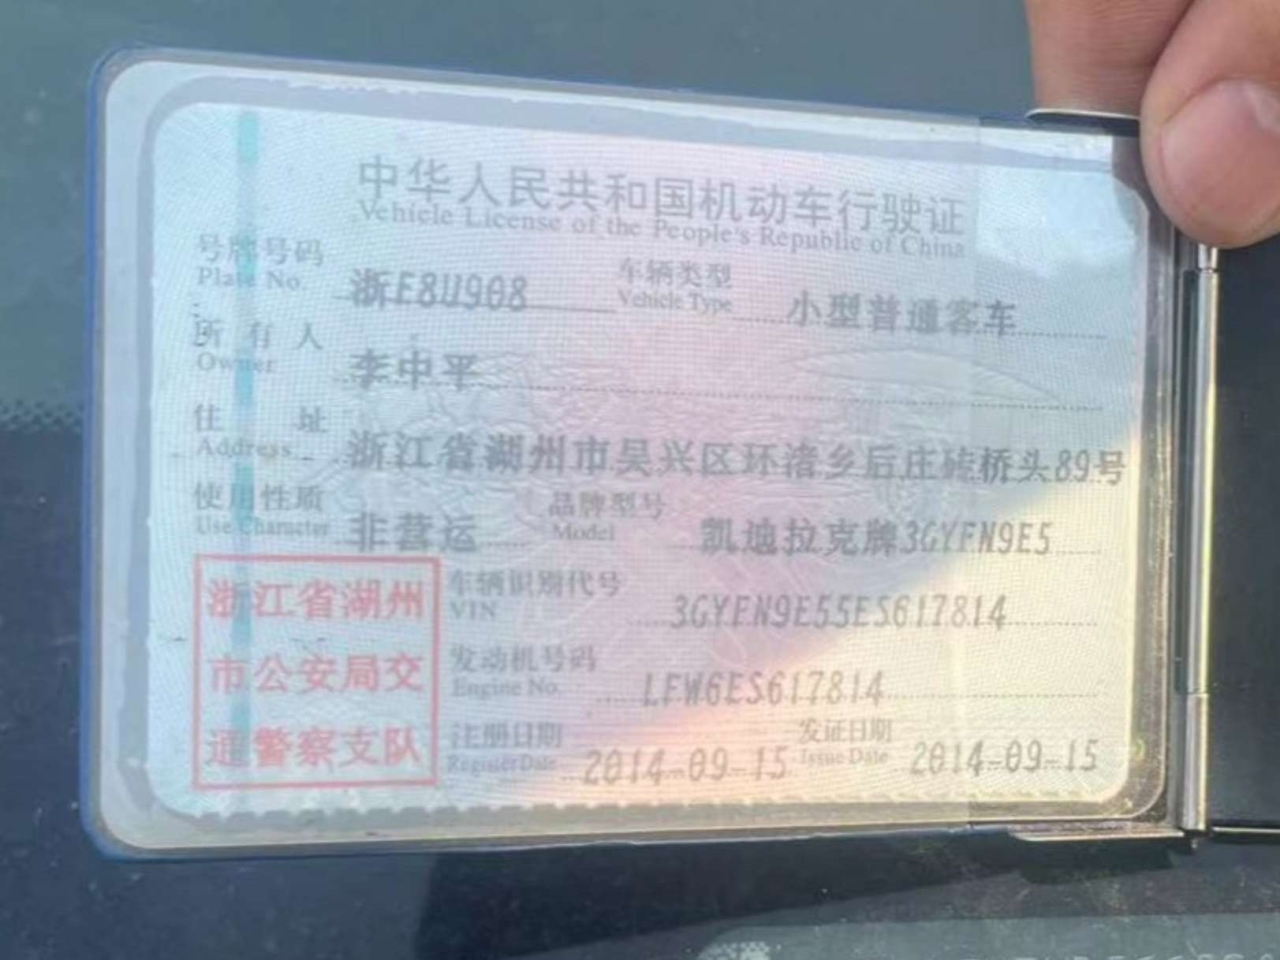 中华人民共和国机动车行驶证
Vehicle License of the People's Republic of China
号牌号码 浙E8U908 车辆类型 小型普通客车
Plate No. Vehicle Type
所有人 李中平
Owner
住址 浙江省湖州市吴兴区环渚乡后庄砖桥头89号
Address
使用性质 非营运 品牌型号 凯迪拉克牌3GYFN9E5
Use Character Model
浙江省湖州
市公安局交
通警察支队
车辆识别代号 3GYFN9E55ES617814
VIN
发动机号码 LFW6ES617814
Engine No.
注册日期 2014-09-15 发证日期 2014-09-15
Register Date Issue Date